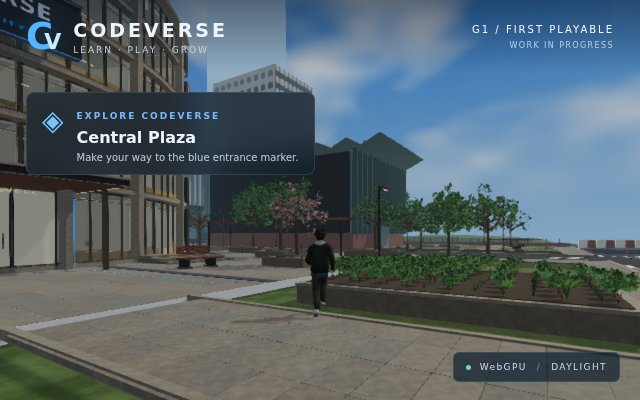 RSE
Cv CODEVERSE
LEARN · PLAY · GROW
G1 / FIRST PLAYABLE
WORK IN PROGRESS
EXPLORE CODEVERSE
Central Plaza
Make your way to the blue entrance marker.
WebGPU / DAYLIGHT